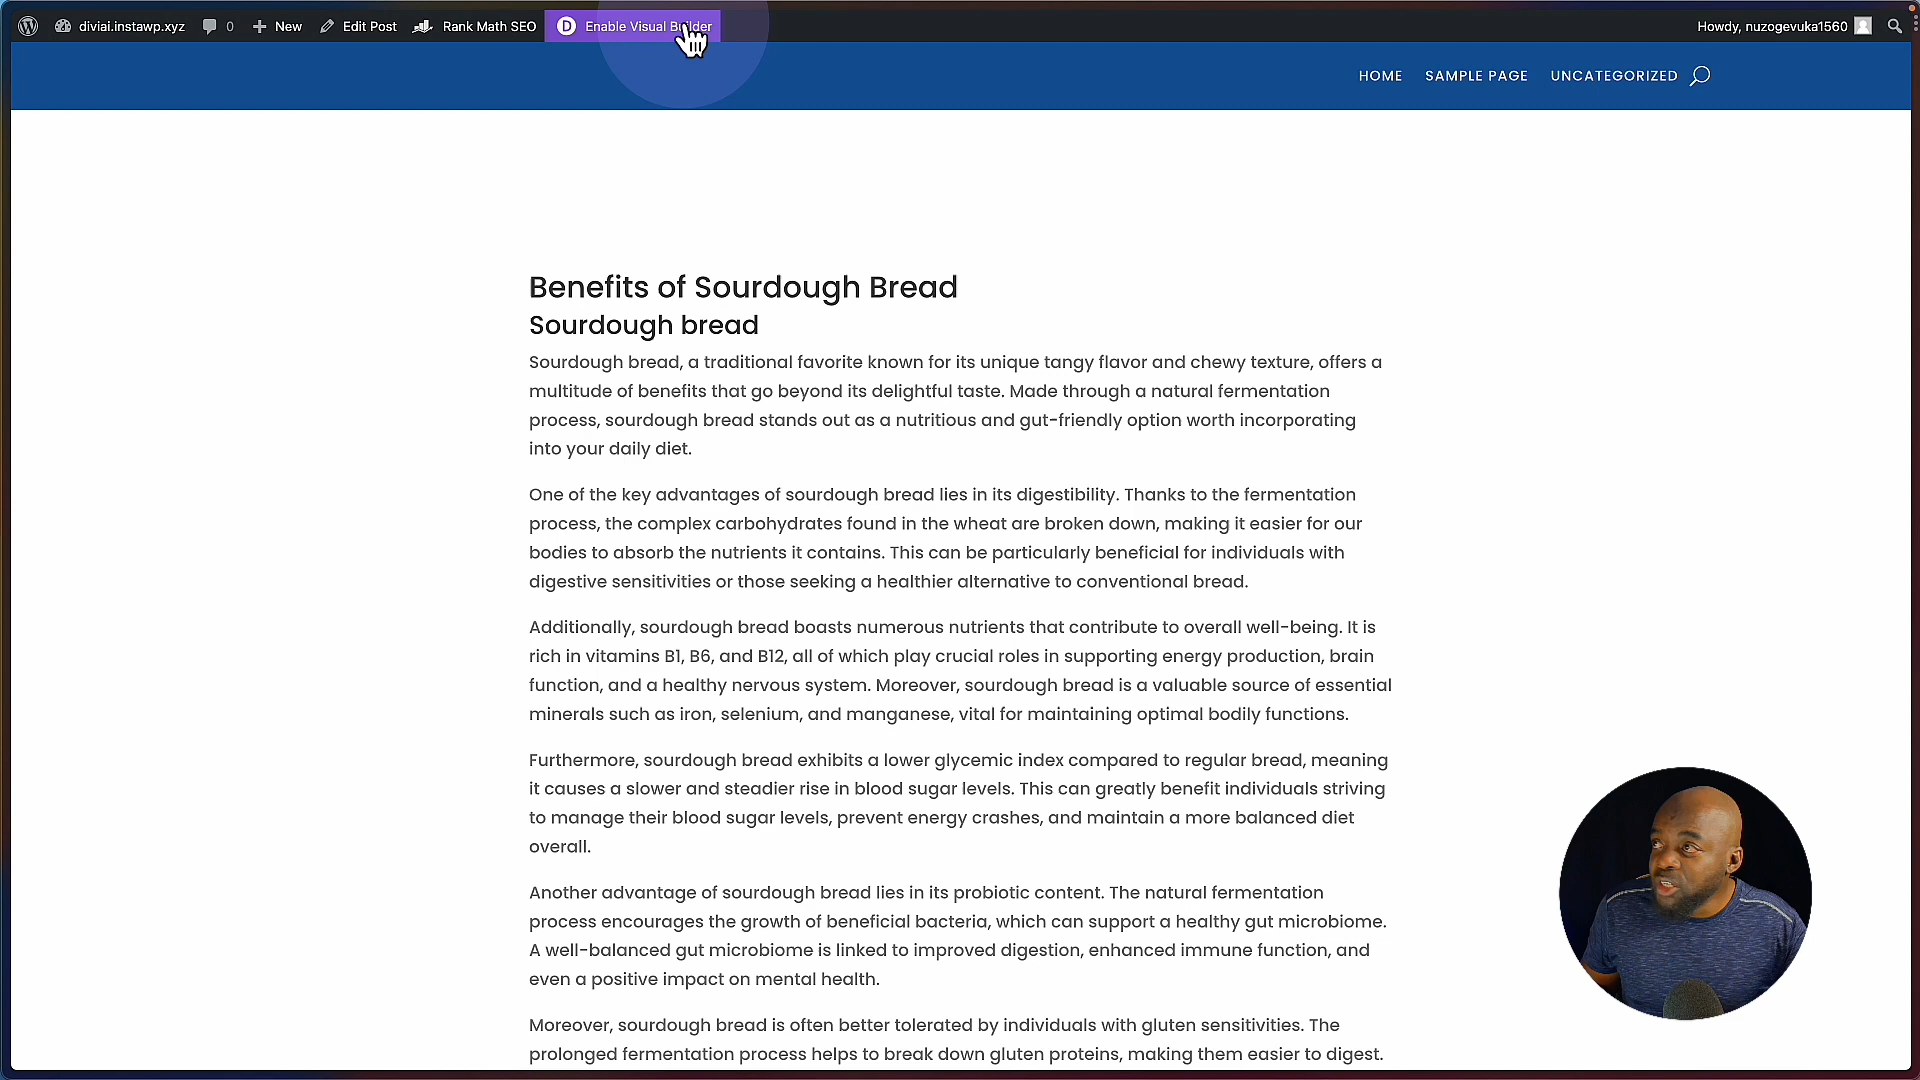 diviai.instawp.xyz 0 New Edit Post Rank Math SEO D Enable Visual Builder Howdy, nuzogevuka1560
HOME SAMPLE PAGE UNCATEGORIZED
Benefits of Sourdough Bread
Sourdough bread
Sourdough bread, a traditional favorite known for its unique tangy flavor and chewy texture, offers a
multitude of benefits that go beyond its delightful taste. Made through a natural fermentation
process, sourdough bread stands out as a nutritious and gut-friendly option worth incorporating
into your daily diet.
One of the key advantages of sourdough bread lies in its digestibility. Thanks to the fermentation
process, the complex carbohydrates found in the wheat are broken down, making it easier for our
bodies to absorb the nutrients it contains. This can be particularly beneficial for individuals with
digestive sensitivities or those seeking a healthier alternative to conventional bread.
Additionally, sourdough bread boasts numerous nutrients that contribute to overall well-being. It is
rich in vitamins B1, B6, and B12, all of which play crucial roles in supporting energy production, brain
function, and a healthy nervous system. Moreover, sourdough bread is a valuable source of essential
minerals such as iron, selenium, and manganese, vital for maintaining optimal bodily functions.
Furthermore, sourdough bread exhibits a lower glycemic index compared to regular bread, meaning
it causes a slower and steadier rise in blood sugar levels. This can greatly benefit individuals striving
to manage their blood sugar levels, prevent energy crashes, and maintain a more balanced diet
overall.
Another advantage of sourdough bread lies in its probiotic content. The natural fermentation
process encourages the growth of beneficial bacteria, which can support a healthy gut microbiome.
A well-balanced gut microbiome is linked to improved digestion, enhanced immune function, and
even a positive impact on mental health.
Moreover, sourdough bread is often better tolerated by individuals with gluten sensitivities. The
prolonged fermentation process helps to break down gluten proteins, making them easier to digest.